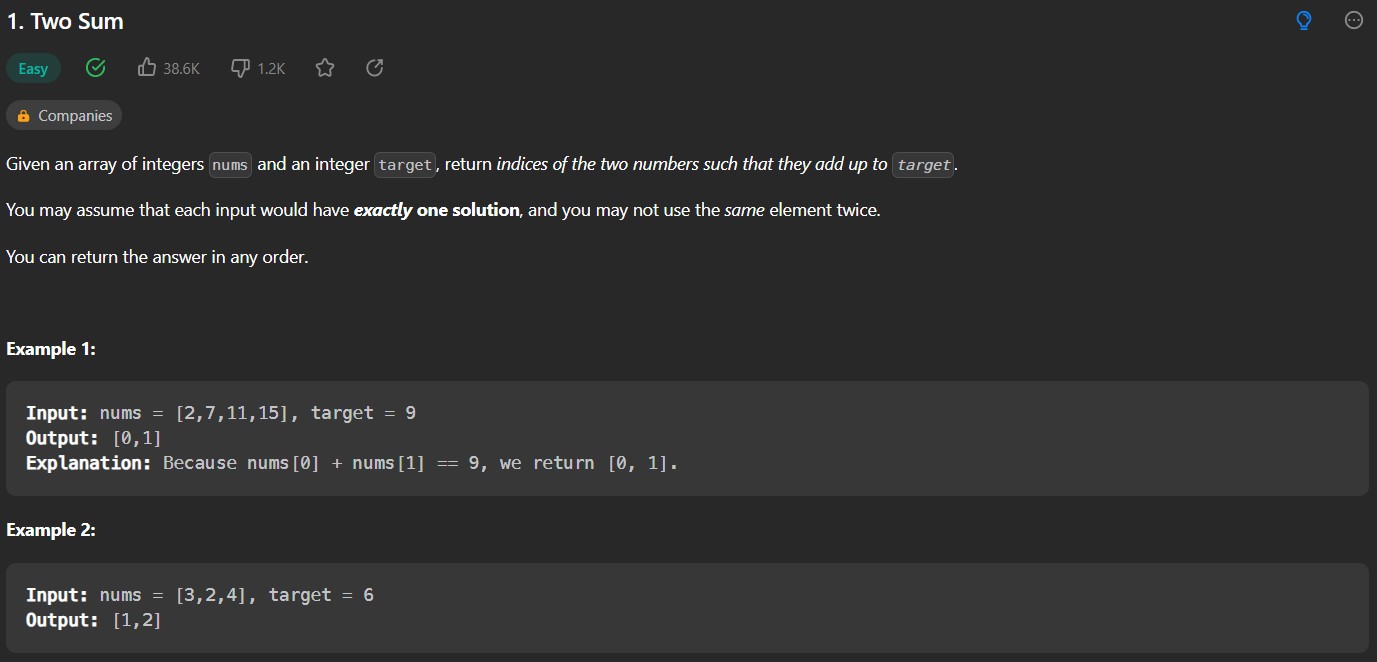 1. Two Sum
Easy 38.6K 1.2K
Companies
Given an array of integers nums and an integer target, return indices of the two numbers such that they add up to target.
You may assume that each input would have exactly one solution, and you may not use the same element twice.
You can return the answer in any order.
Example 1:
Input: nums = [2,7,11,15], target = 9
Output: [0,1]
Explanation: Because nums[0] + nums[1] == 9, we return [0, 1].
Example 2:
Input: nums = [3,2,4], target = 6
Output: [1,2]